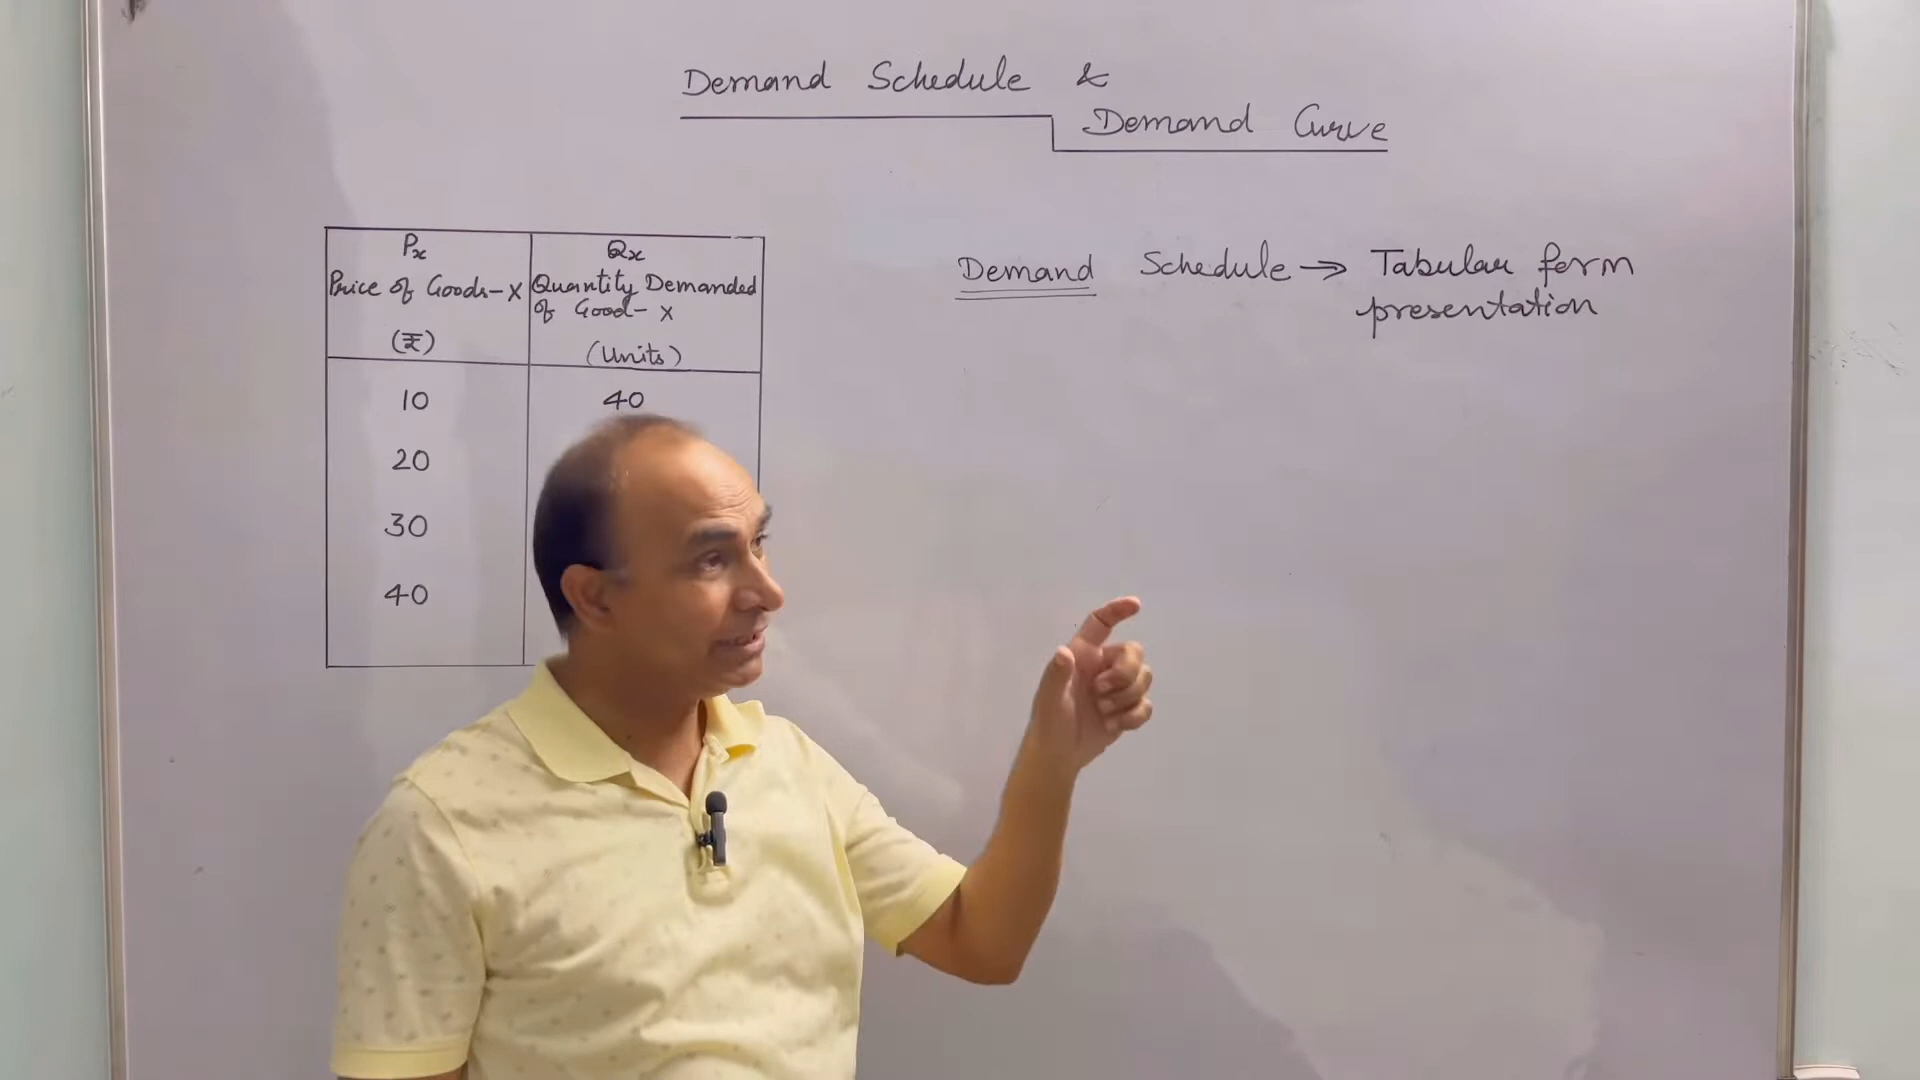 Demand Schedule &
Demand Curve
Px
Price of Goods-X
(₹)
Qx
Quantity Demanded
of Good- X
(Units)
10 40
20
30
40
Demand Schedule → Tabular form
presentation